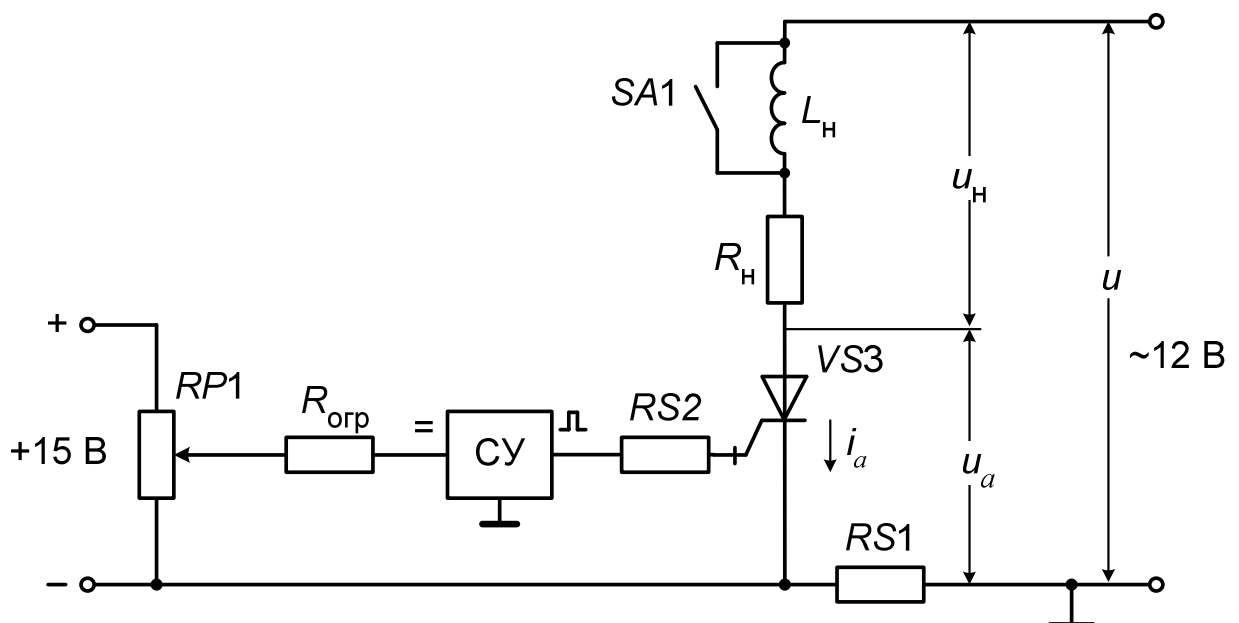 SA1
Lн
uн
Rн
u
+
VS3
~12 В
RP1
Rогр
=
RS2
+15 В
СУ
ia
ua
RS1
–